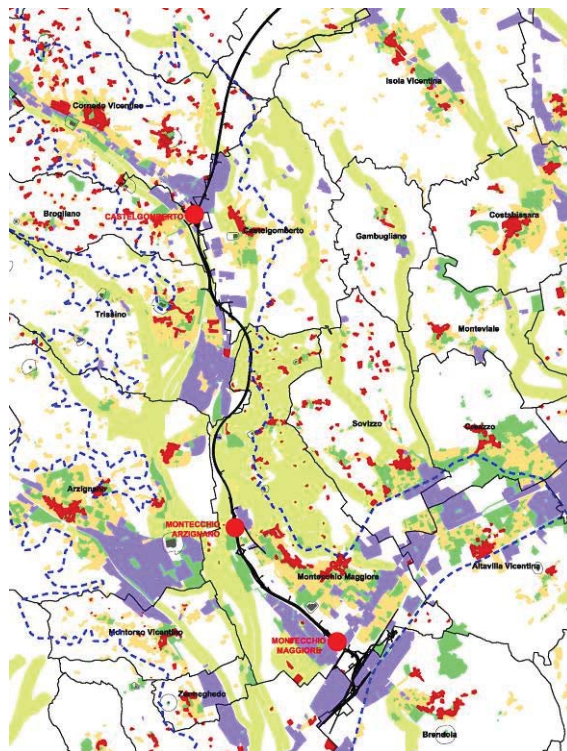 Isola Vicentina
Cornedo Vicentino
Brogliano
CASTELGOMBERTO
Castelgomberto
Gambugliano
Costabissara
Trissino
Monteviale
Sovizzo
Creazzo
Arzignano
MONTECCHIO
ARZIGNANO
Altavilla Vicentina
Montecchio Maggiore
Montorso Vicentino
MONTECCHIO
MAGGIORE
Zermeghedo
Brendola